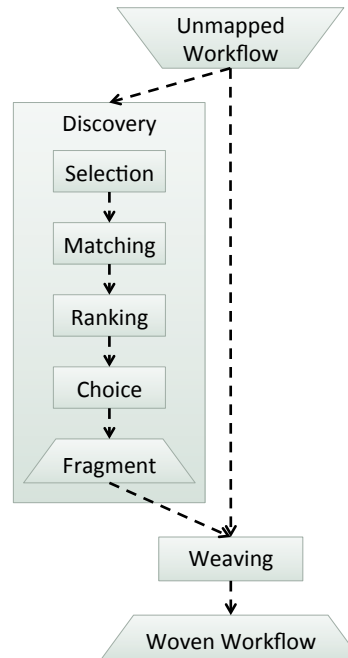 Unmapped
Workflow
Discovery
Selection
Matching
Ranking
Choice
Fragment
Weaving
Woven Workflow